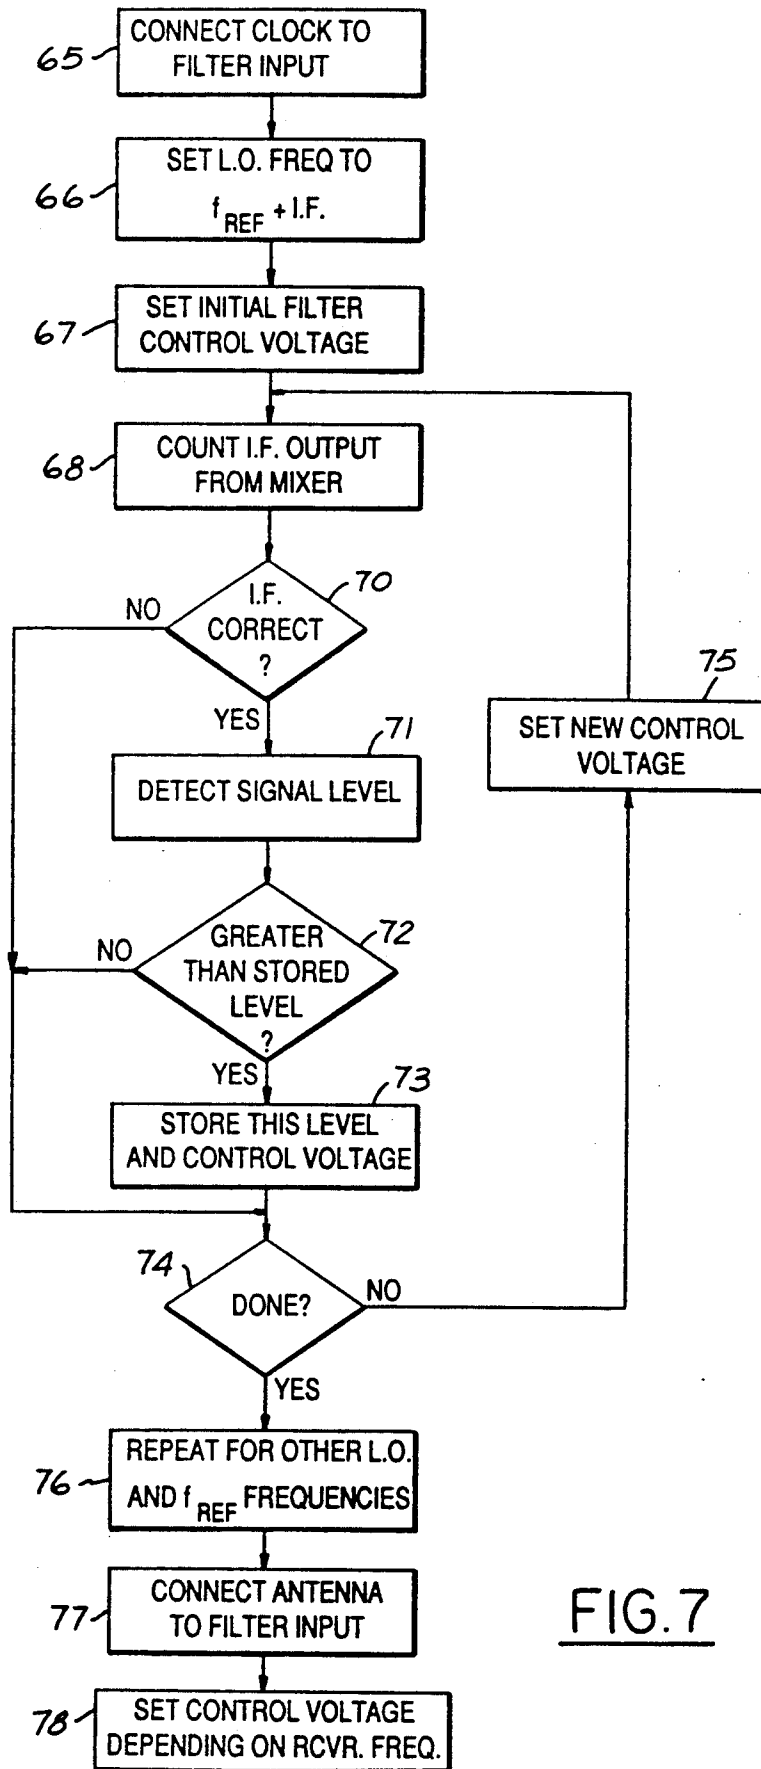 65
CONNECT CLOCK TO
FILTER INPUT
66
SET L.O. FREQ TO
fREF + I.F.
67
SET INITIAL FILTER
CONTROL VOLTAGE
68
COUNT I.F. OUTPUT
FROM MIXER
70
NO
I.F.
CORRECT
?
YES
71
DETECT SIGNAL LEVEL
75
SET NEW CONTROL
VOLTAGE
72
NO
GREATER
THAN STORED
LEVEL
?
YES
73
STORE THIS LEVEL
AND CONTROL VOLTAGE
74
DONE?
NO
YES
76
REPEAT FOR OTHER L.O.
AND fREF FREQUENCIES
77
CONNECT ANTENNA
TO FILTER INPUT
78
SET CONTROL VOLTAGE
DEPENDING ON RCVR. FREQ.
FIG.7